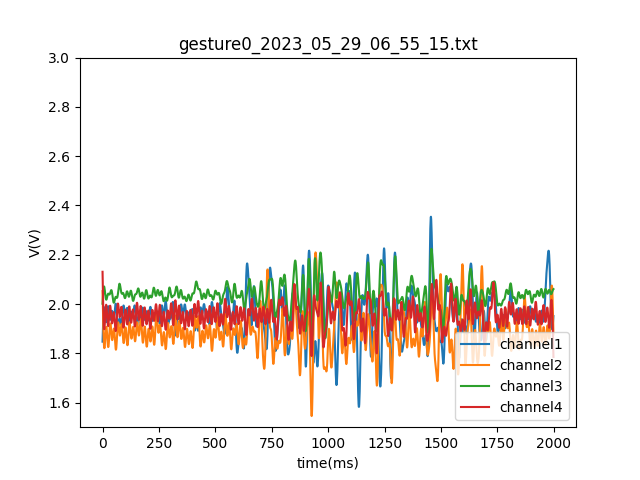 gesture0_2023_05_29_06_55_15.txt
3.0
2.8
2.6
2.4
2.2
2.0
1.8
1.6
V(V)
channel1
channel2
channel3
channel4
0 250 500 750 1000 1250 1500 1750 2000
time(ms)